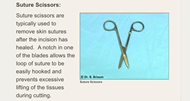 Suture Scissors:
Suture scissors are
typically used to
remove skin sutures
after the incision has
healed. A notch in one
of the blades allows the
loop of suture to be
easily hooked and
prevents excessive
lifting of the tissues
during cutting.
Suture Scissors